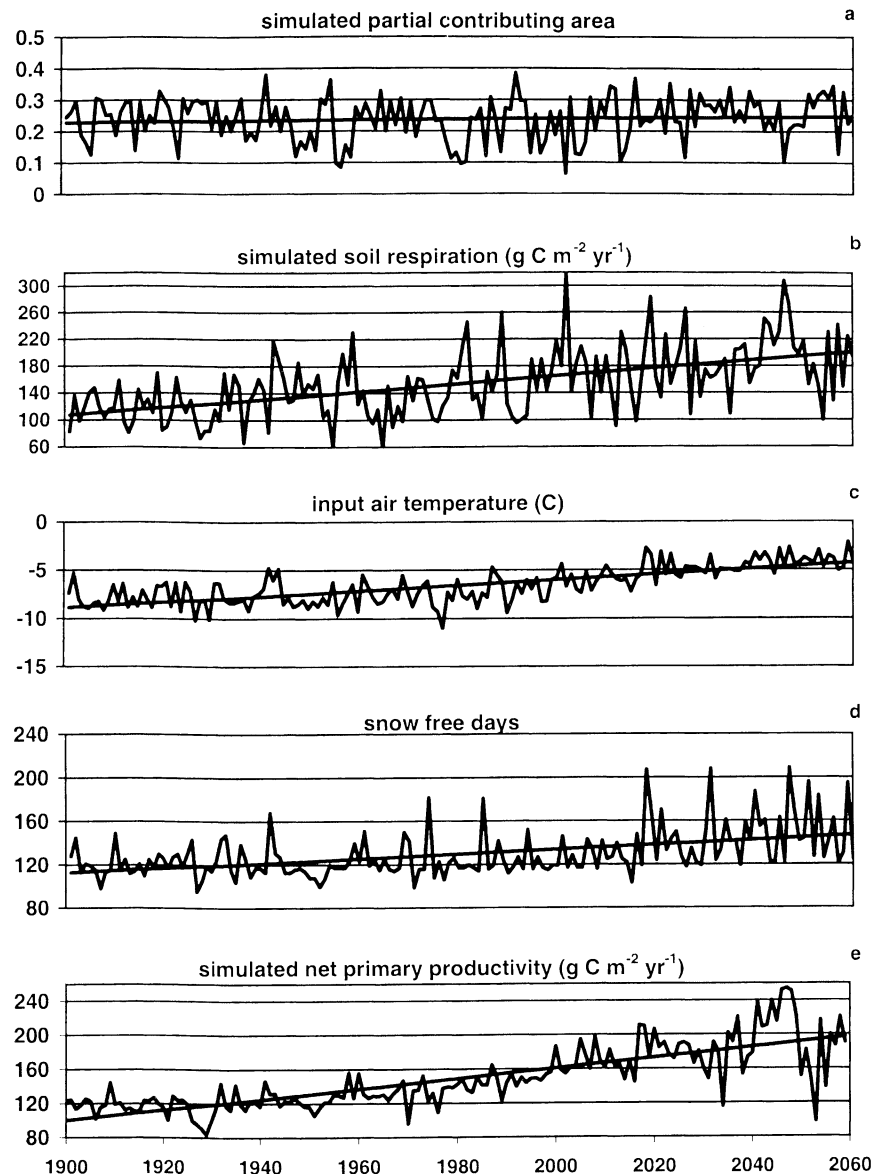 a
simulated partial contributing area
0.5
0.4
0.3
0.2
0.1
0
b
simulated soil respiration (g C m⁻² yr⁻¹)
300
260
220
180
140
100
60
c
input air temperature (C)
0
-5
-10
-15
d
snow free days
240
200
160
120
80
e
simulated net primary productivity (g C m⁻² yr⁻¹)
240
200
160
120
80
1900 1920 1940 1960 1980 2000 2020 2040 2060